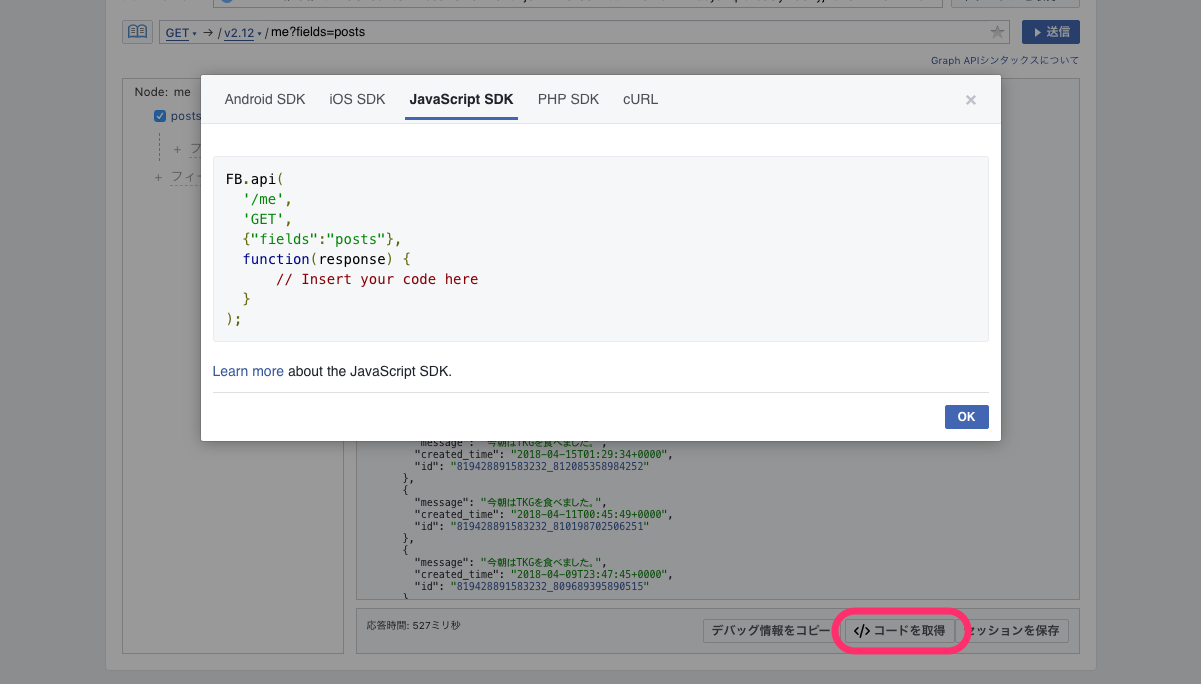 GET → / v2.12 / me?fields=posts
送信
Graph APIシンタックスについて
Node: me
posts
+ フ
+ フィー
Android SDK iOS SDK JavaScript SDK PHP SDK cURL ×
FB.api(
'/me',
'GET',
{"fields":"posts"},
function(response) {
// Insert your code here
}
);
Learn more about the JavaScript SDK.
OK
"message": "今朝はTKGを食べました。",
"created_time": "2018-04-15T01:29:34+0000",
"id": "819428891583232_812085358984252"
},
{
"message": "今朝はTKGを食べました。",
"created_time": "2018-04-11T00:45:49+0000",
"id": "819428891583232_810198702506251"
},
{
"message": "今朝はTKGを食べました。",
"created_time": "2018-04-09T23:47:45+0000",
"id": "819428891583232_809689395890515"
}
応答時間: 527ミリ秒
デバッグ情報をコピー
</> コードを取得
セッションを保存